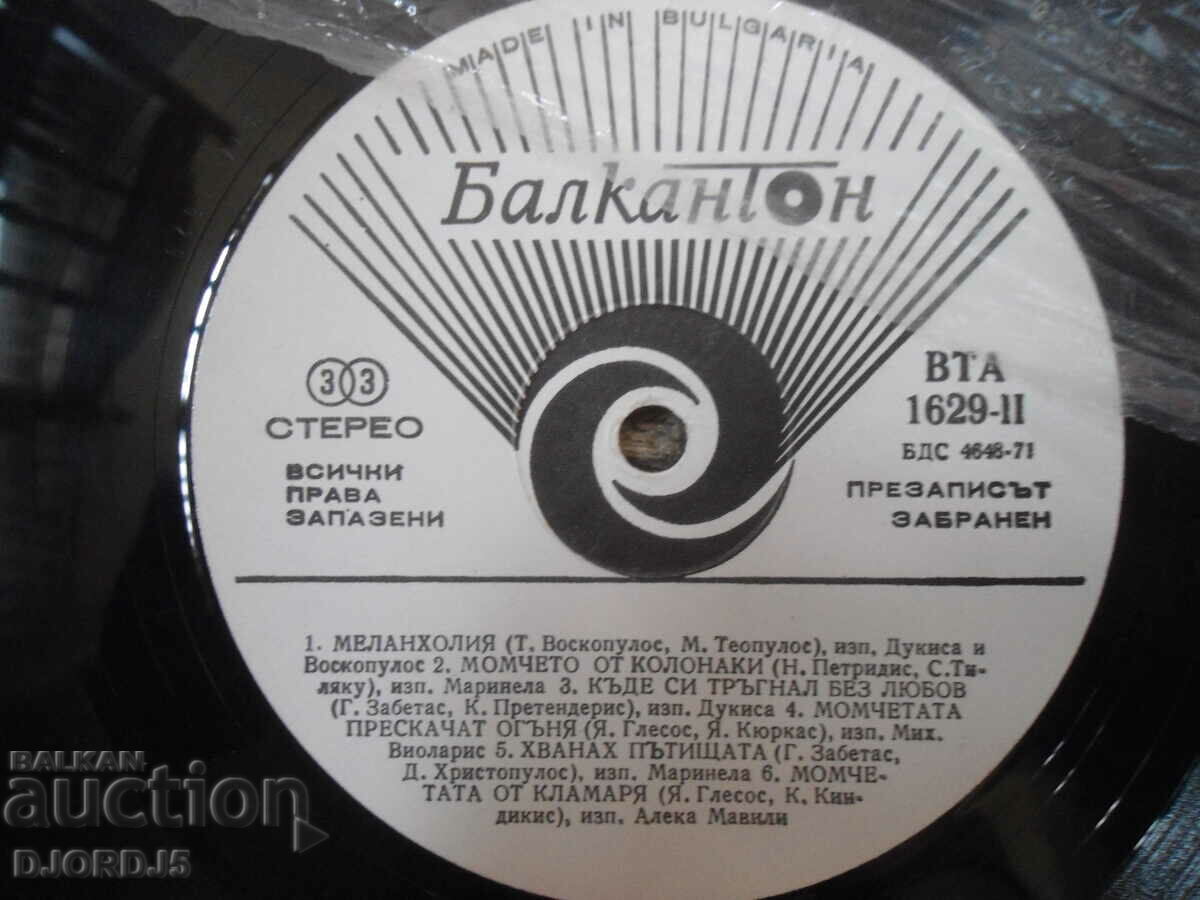 MADE IN BULGARIA
Балкантон
33
СТЕРЕО
ВСИЧКИ
ПРАВА
ЗАПАЗЕНИ
ВТА
1629-II
БДС 4648-71
ПРЕЗАПИСЪТ
ЗАБРАНЕН
1. МЕЛАНХОЛИЯ (Т. Воскопулос, М. Теопулос), изп. Дукиса и
Воскопулос 2. МОМЧЕТО ОТ КОЛОНАКИ (Н. Петридис, С. Ти-
ляку), изп. Маринела 3. КЪДЕ СИ ТРЪГНАЛ БЕЗ ЛЮБОВ
(Г. Забетас, К. Претендерис), изп. Дукиса 4. МОМЧЕТАТА
ПРЕСКАЧАТ ОГЪНЯ (Я. Глесос, Я. Кюркас), изп. Мих.
Виоларис 5. ХВАНАХ ПЪТИЩАТА (Г. Забетас,
Д. Христопулос), изп. Маринела 6. МОМЧЕ-
ТАТА ОТ КЛАМАРЯ (Я. Глесос, К. Кин-
дикис), изп. Алека Мавили
BALKAN
auction
DJORDJ5